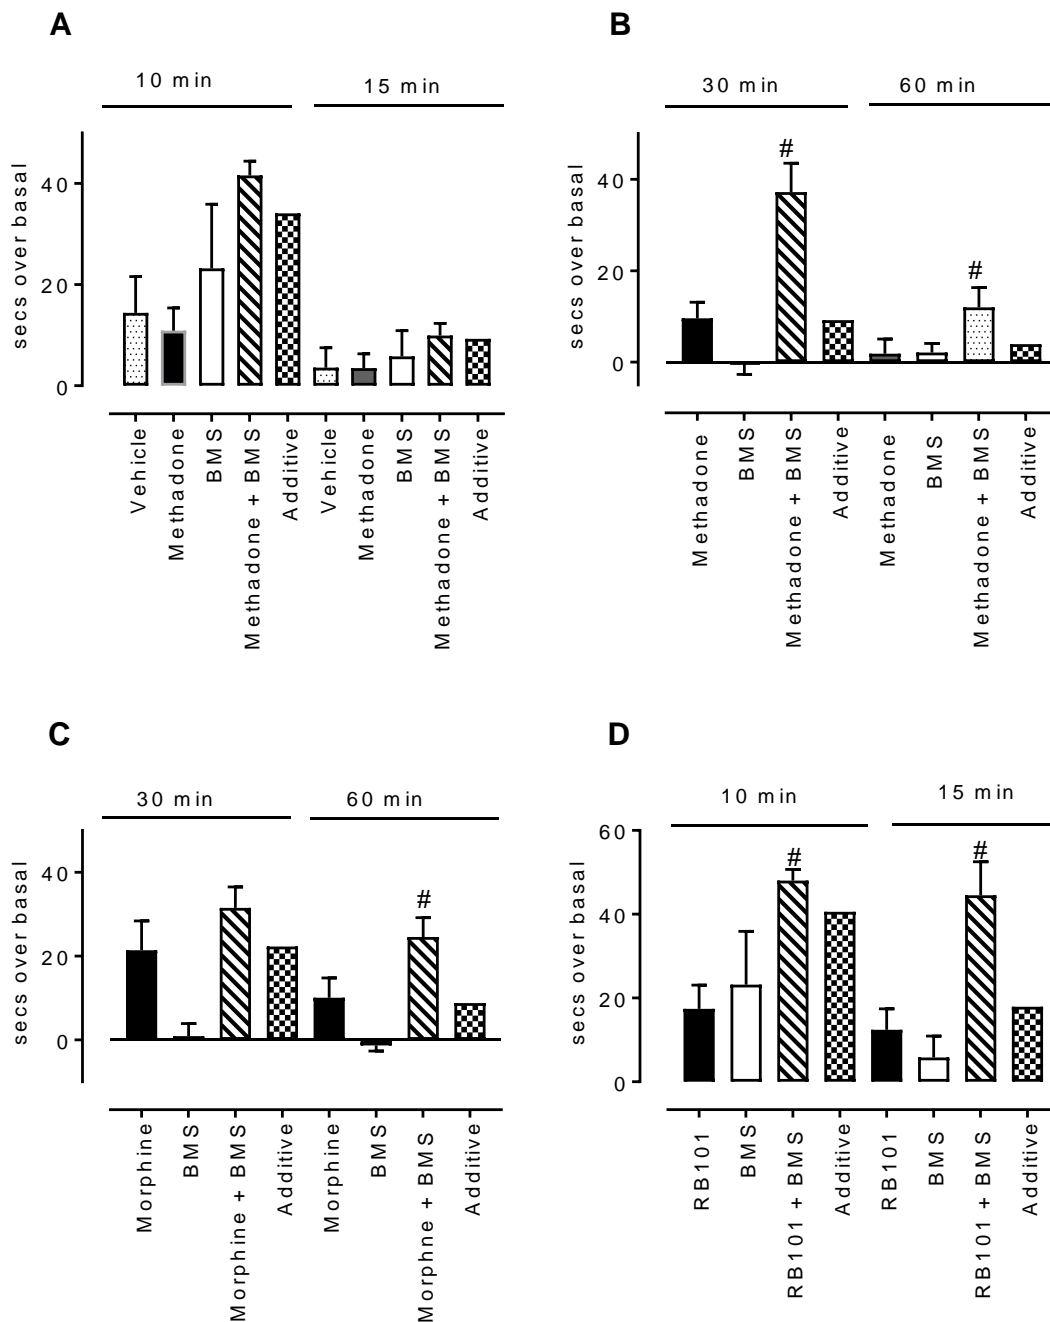 A
10 min
15 min
secs over basal
40
20
0
Vehicle
Methadone
BMS
Methadone + BMS
Additive
Vehicle
Methadone
BMS
Methadone + BMS
Additive
B
30 min
60 min
secs over basal
40
20
0
#
#
Methadone
BMS
Methadone + BMS
Additive
Methadone
BMS
Methadone + BMS
Additive
C
30 min
60 min
secs over basal
40
20
0
#
Morphine
BMS
Morphine + BMS
Additive
Morphine
BMS
Morphne + BMS
Additive
D
10 min
15 min
secs over basal
60
40
20
0
#
#
RB101
BMS
RB101 + BMS
Additive
RB101
BMS
RB101 + BMS
Additive